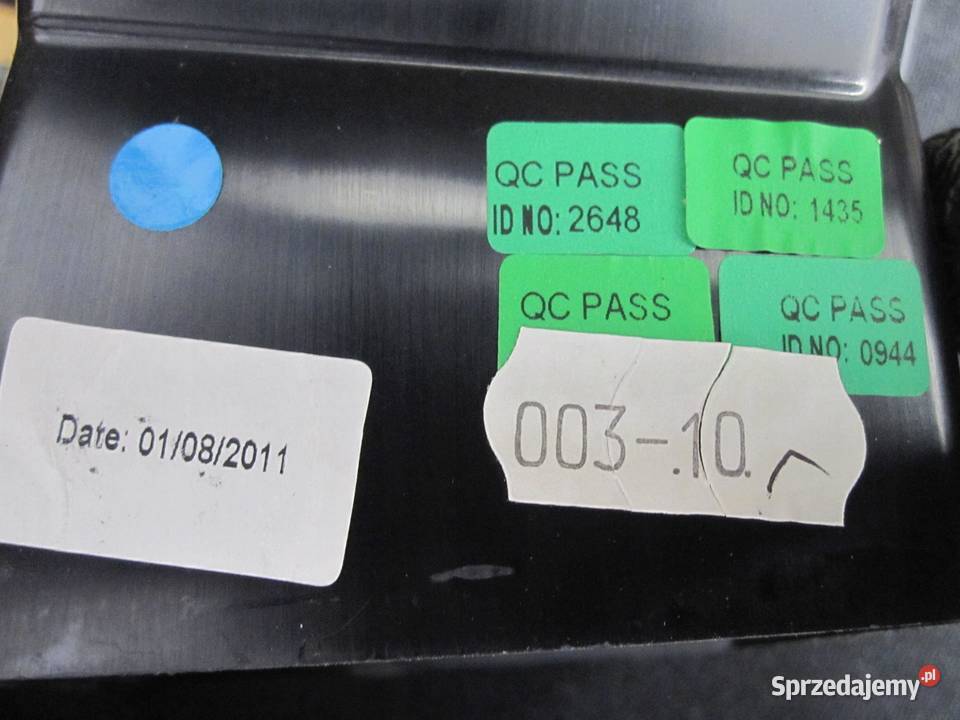 QC PASS
ID NO: 2648
QC PASS
ID NO: 1435
QC PASS
QC PASS
ID NO: 0944
003-.10.
Date: 01/08/2011
Sprzedajemy.pl